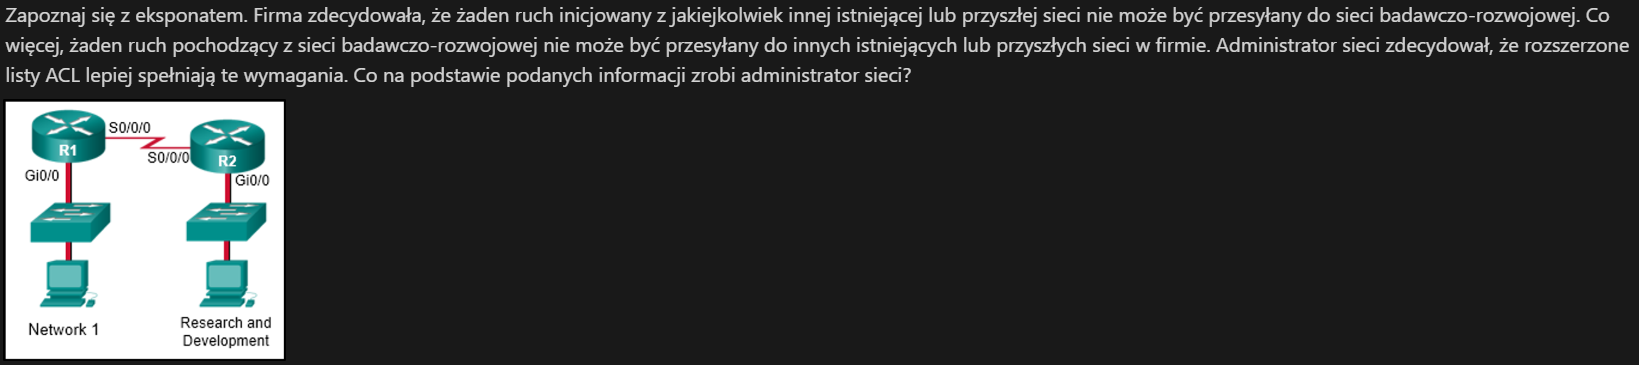 Zapoznaj się z eksponatem. Firma zdecydowała, że żaden ruch inicjowany z jakiejkolwiek innej istniejącej lub przyszłej sieci nie może być przesyłany do sieci badawczo-rozwojowej. Co
więcej, żaden ruch pochodzący z sieci badawczo-rozwojowej nie może być przesyłany do innych istniejących lub przyszłych sieci w firmie. Administrator sieci zdecydował, że rozszerzone
listy ACL lepiej spełniają te wymagania. Co na podstawie podanych informacji zrobi administrator sieci?
S0/0/0
R1
S0/0/0
R2
Gi0/0
Gi0/0
Network 1
Research and
Development